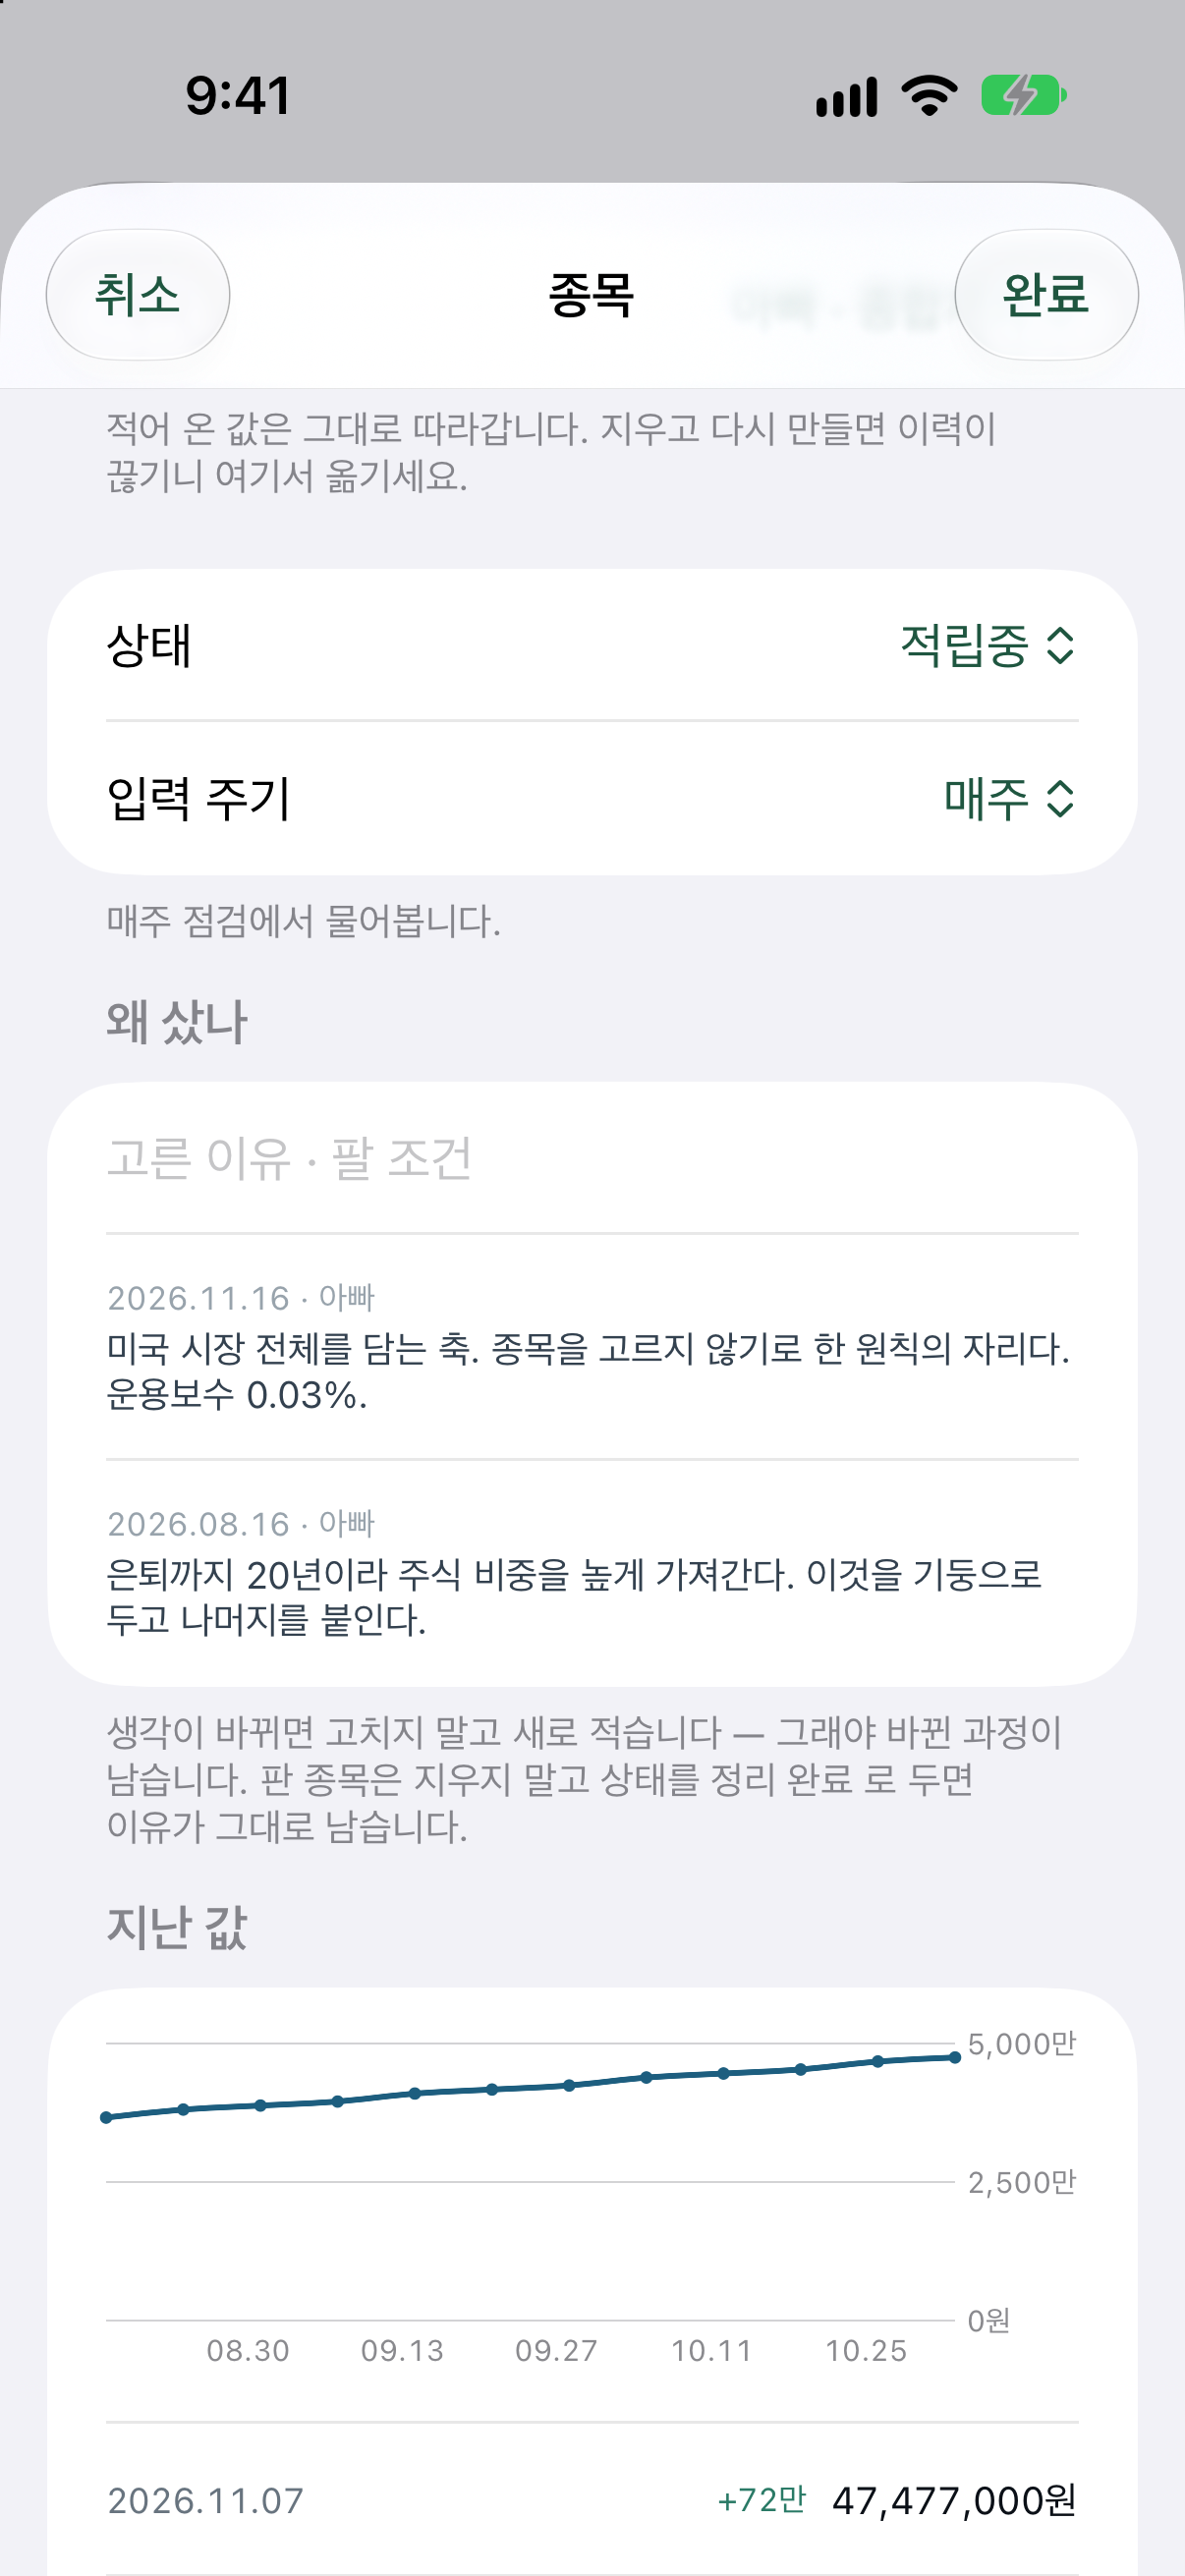 9:41
취소
종목
완료
적어 온 값은 그대로 따라갑니다. 지우고 다시 만들면 이력이
끊기니 여기서 옮기세요.
상태
적립중
입력 주기
매주
매주 점검에서 물어봅니다.
왜 샀나
고른 이유 · 팔 조건
2026.11.16 · 아빠
미국 시장 전체를 담는 축. 종목을 고르지 않기로 한 원칙의 자리다.
운용보수 0.03%.
2026.08.16 · 아빠
은퇴까지 20년이라 주식 비중을 높게 가져간다. 이것을 기둥으로
두고 나머지를 붙인다.
생각이 바뀌면 고치지 말고 새로 적습니다 — 그래야 바뀐 과정이
남습니다. 판 종목은 지우지 말고 상태를 정리 완료 로 두면
이유가 그대로 남습니다.
지난 값
5,000만
2,500만
0원
08.30 09.13 09.27 10.11 10.25
2026.11.07 +72만 47,477,000원